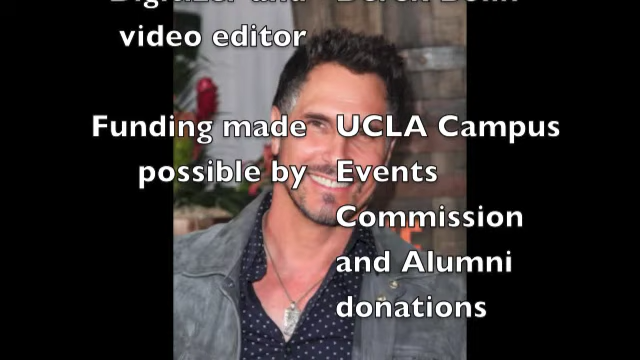 video editor
Funding made UCLA Campus
possible by Events
Commission
and Alumni
donations